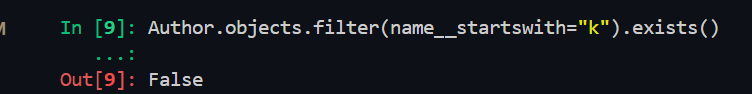 In [9]: Author.objects.filter(name__startswith="k").exists()
...:
Out[9]: False